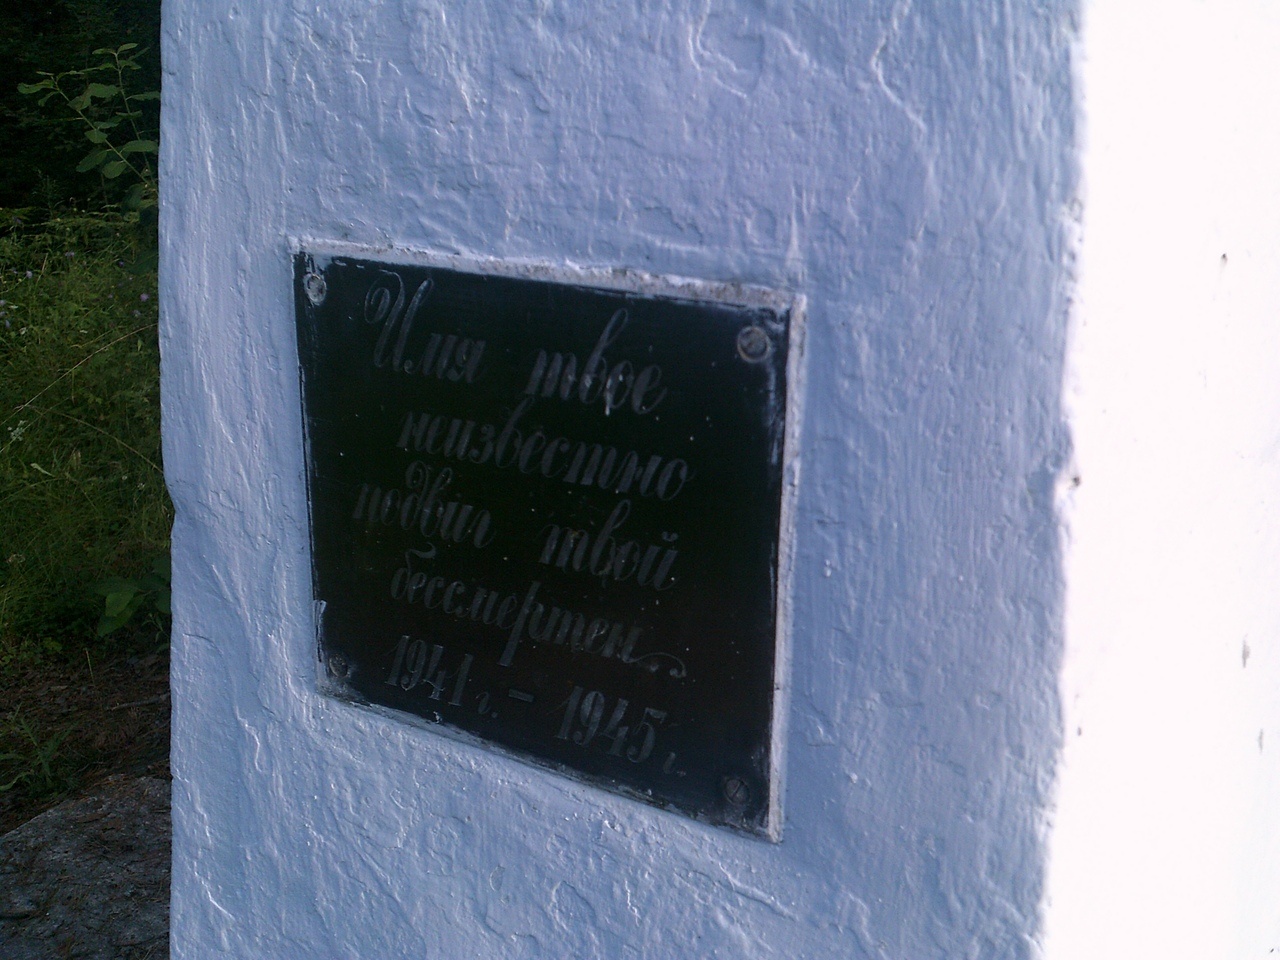 Имя твое
неизвестно
подвиг твой
бессмертен
1941 г. - 1945 г.